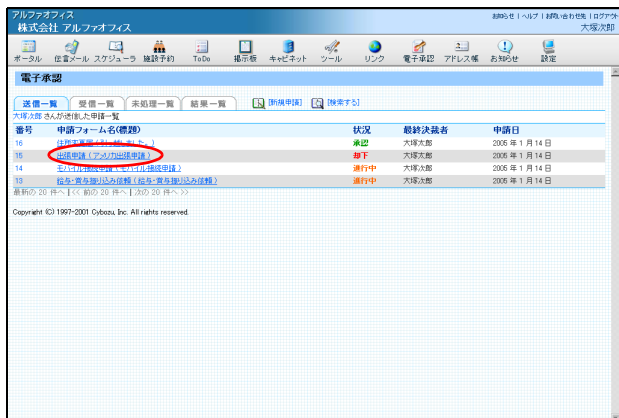 アルファオフィス
お知らせ | ヘルプ | お問い合わせ先 | ログアウト
株式会社 アルファオフィス
大塚次郎
ポータル 伝言メール スケジューラ 施設予約 ToDo 掲示板 キャビネット ツール リンク 電子承認 アドレス帳 お知らせ 設定
電子承認
送信一覧 受信一覧 未処理一覧 結果一覧 [新規申請] [検索する]
大塚次郎 さんが送信した申請一覧
番号 申請フォーム名(標題) 状況 最終決裁者 申請日
16 住所変更届 (引っ越しました。) 承認 大塚次郎 2005 年 1 月 14 日
15 出張申請 (アメリカ出張申請) 却下 大塚次郎 2005 年 1 月 14 日
14 モバイル接続申請 (モバイル接続申請) 進行中 大塚次郎 2005 年 1 月 14 日
13 給与・賞与振り込み依頼 (給与・賞与振り込み依頼) 進行中 大塚次郎 2005 年 1 月 14 日
最新の 20 件へ | << 前の 20 件へ | 次の 20 件へ >>
Copyright (C) 1997-2001 Cybozu, Inc. All rights reserved.